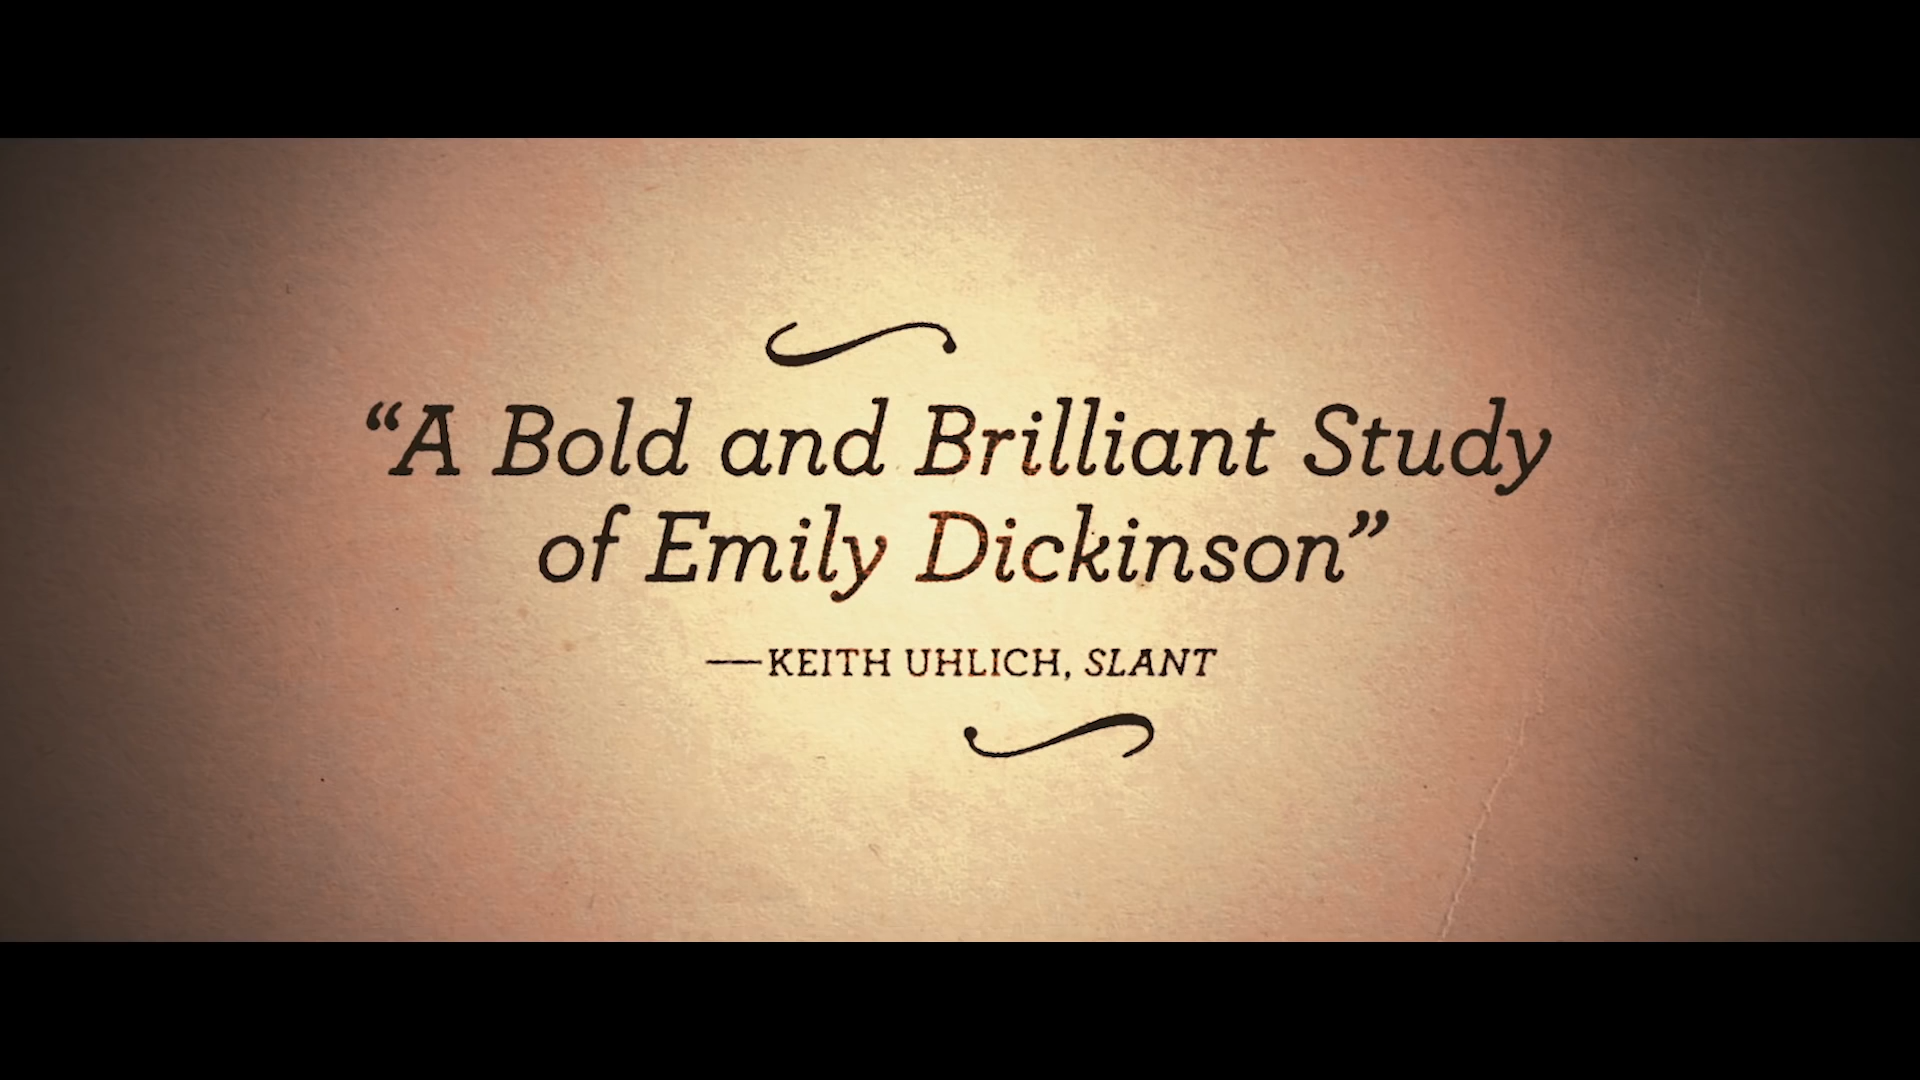 “A Bold and Brilliant Study
of Emily Dickinson”
—KEITH UHLICH, SLANT